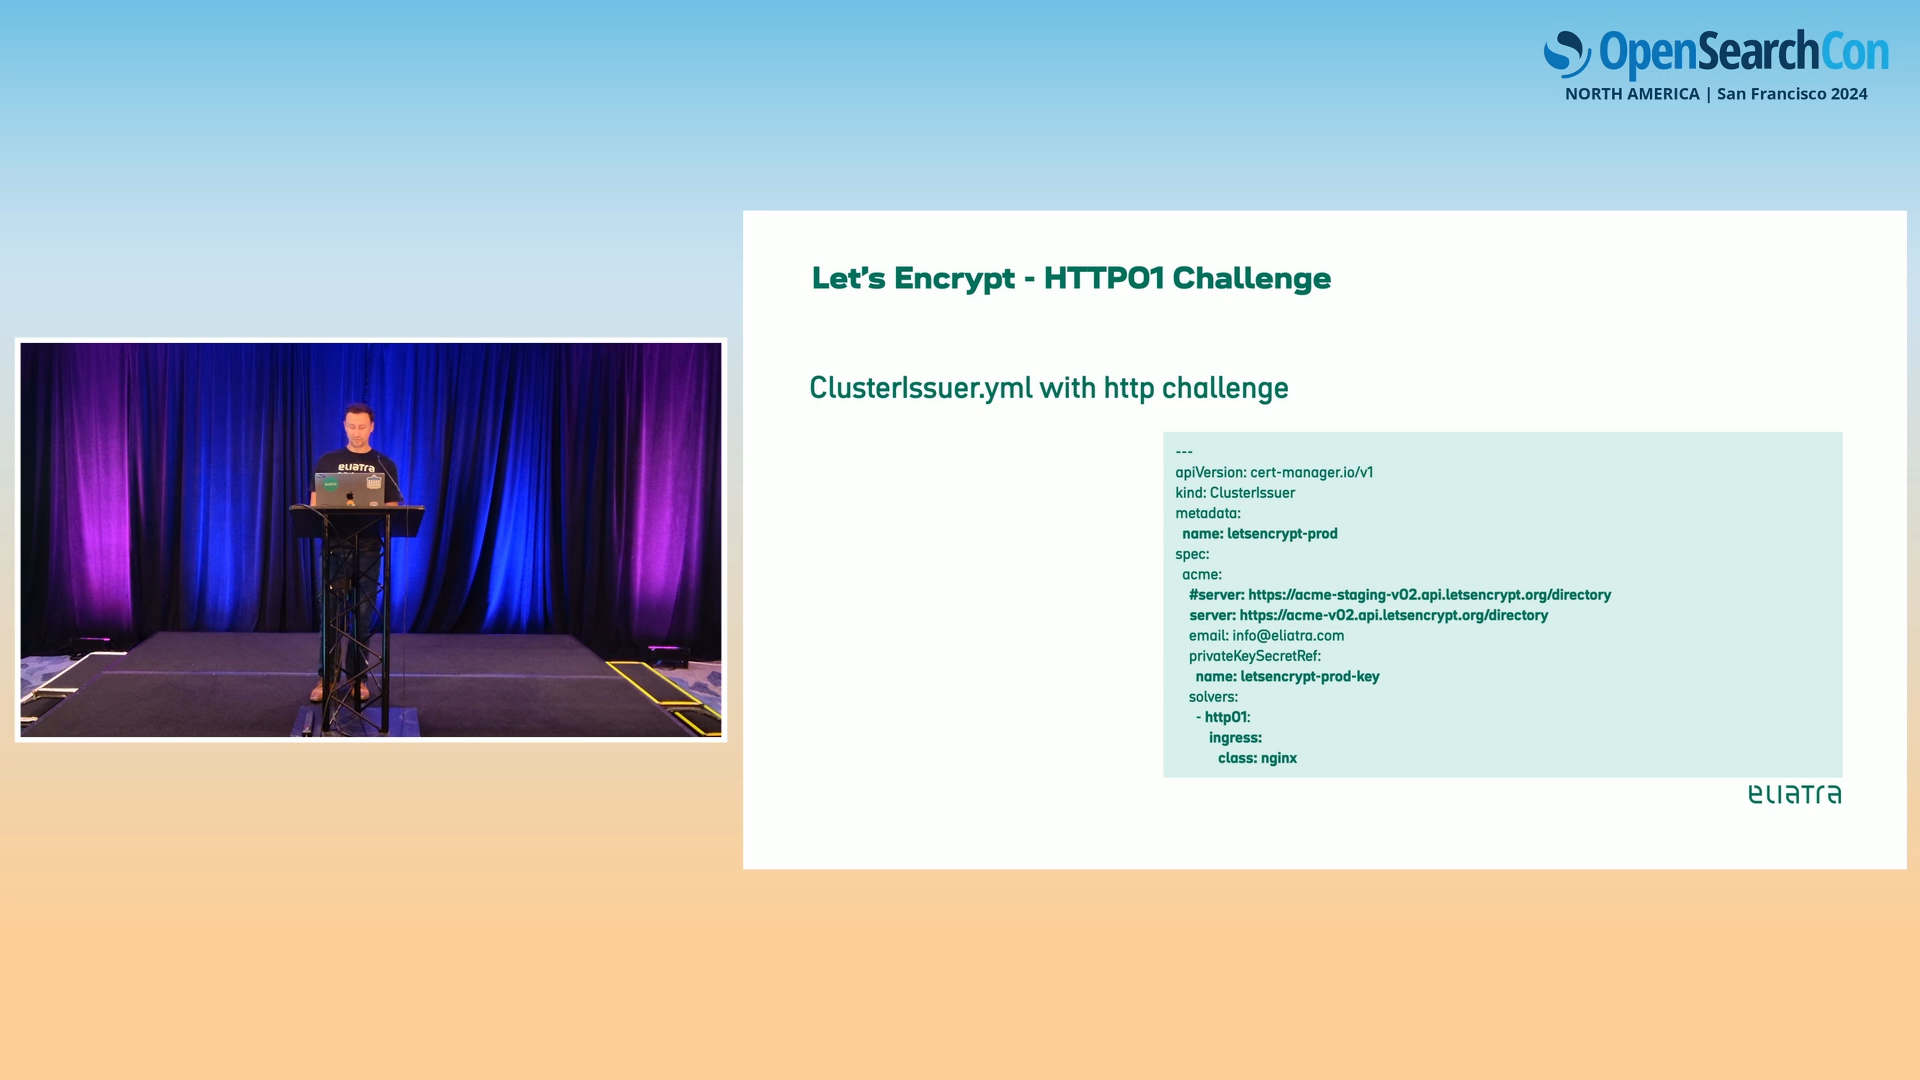 OpenSearchCon
NORTH AMERICA | San Francisco 2024
Let's Encrypt - HTTP01 Challenge
ClusterIssuer.yml with http challenge
---
apiVersion: cert-manager.io/v1
kind: ClusterIssuer
metadata:
  name: letsencrypt-prod
spec:
  acme:
    #server: https://acme-staging-v02.api.letsencrypt.org/directory
    server: https://acme-v02.api.letsencrypt.org/directory
    email: info@eliatra.com
    privateKeySecretRef:
      name: letsencrypt-prod-key
    solvers:
      - http01:
          ingress:
            class: nginx
eliatra
eliatra